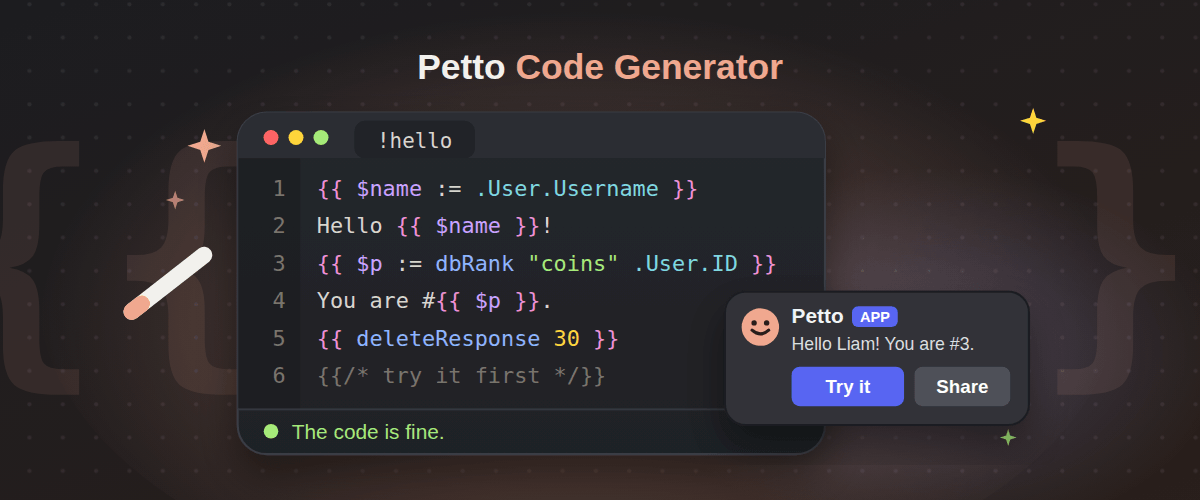 Petto Code Generator
!hello
1 {{ $name := .User.Username }}
2 Hello {{ $name }}!
3 {{ $p := dbRank "coins" .User.ID }}
4 You are #{{ $p }}.
5 {{ deleteResponse 30 }}
6 {{/* try it first */}}
Petto APP
Hello Liam! You are #3.
Try it Share
The code is fine.
{ { }